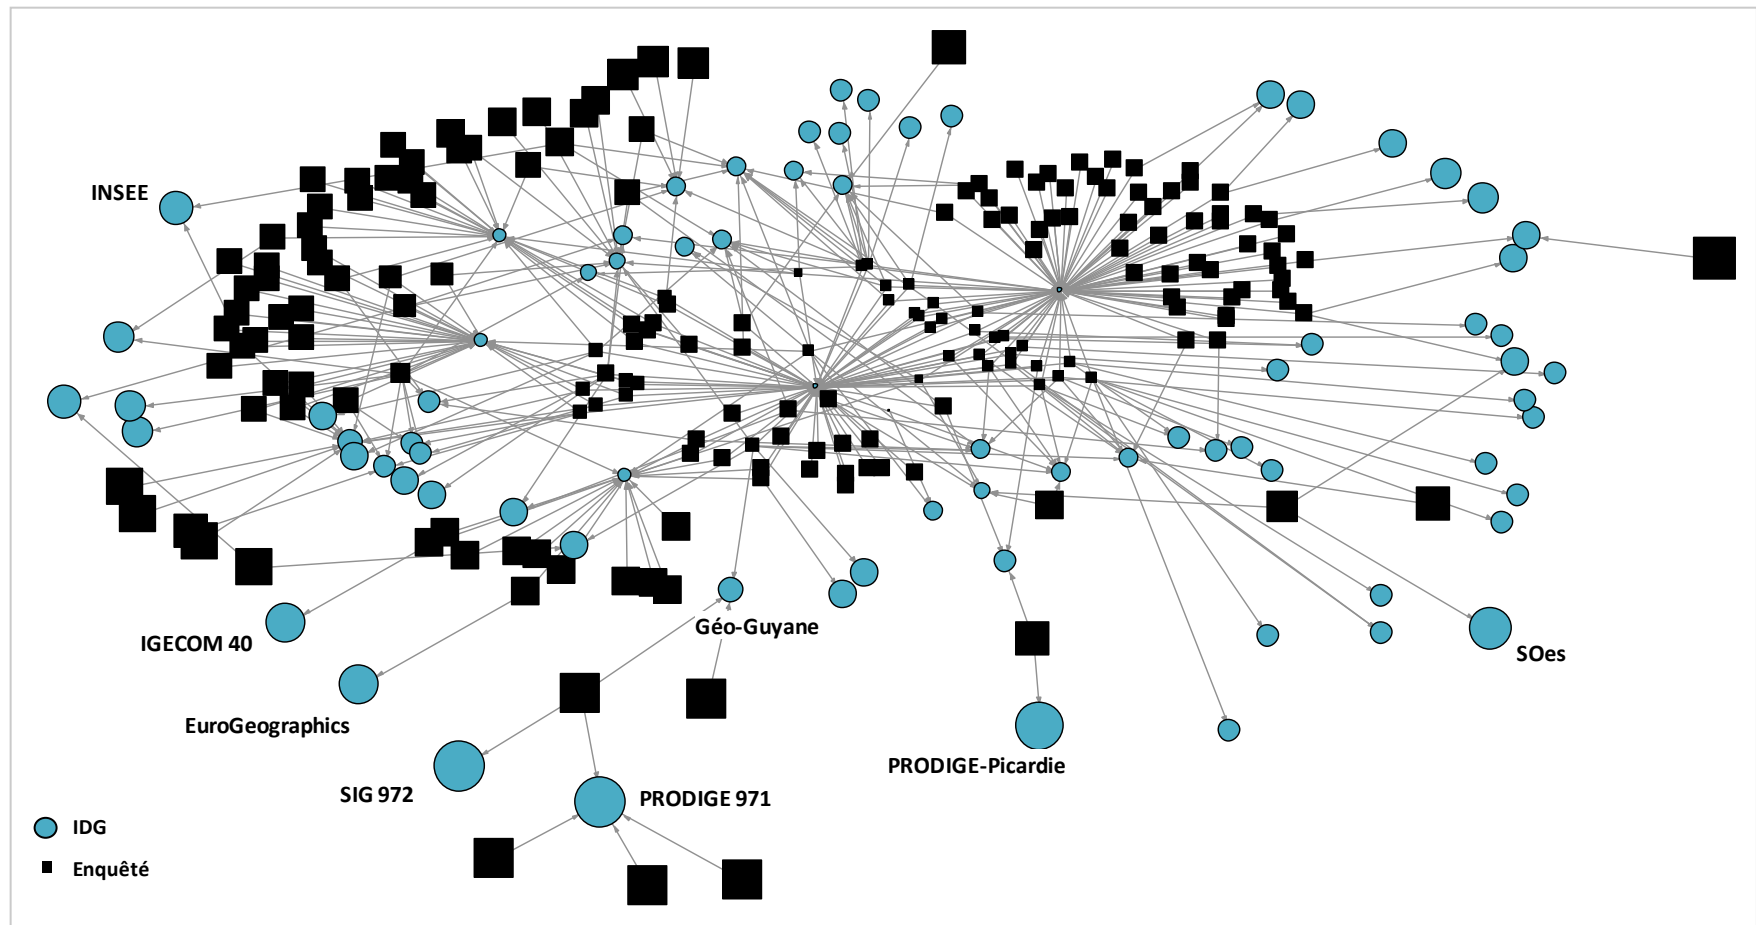 INSEE
Géo-Guyane
IGECOM 40
SOes
EuroGeographics
PRODIGE-Picardie
SIG 972
PRODIGE 971
IDG
Enquêté